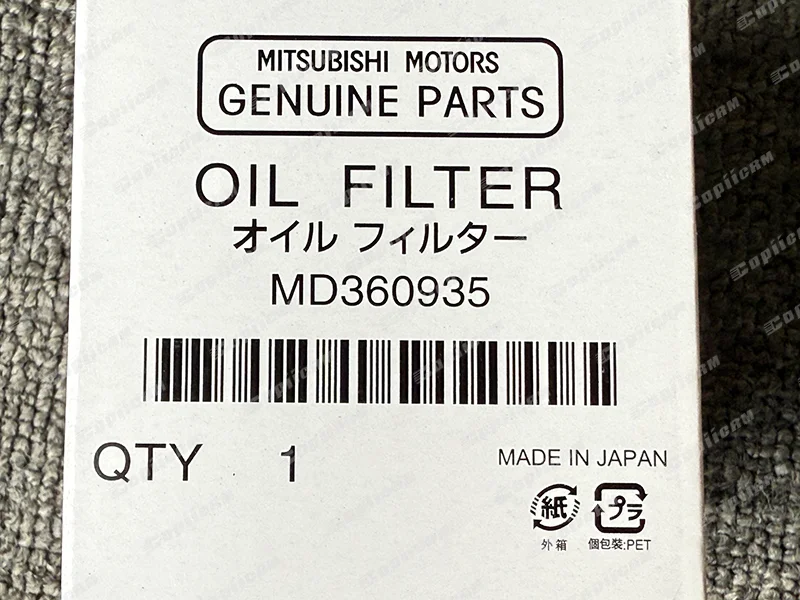 MITSUBISHI MOTORS
GENUINE PARTS
OIL FILTER
オイル フィルター
MD360935
QTY 1
MADE IN JAPAN
紙 プラ
外箱 個包装:PET
Copiicam